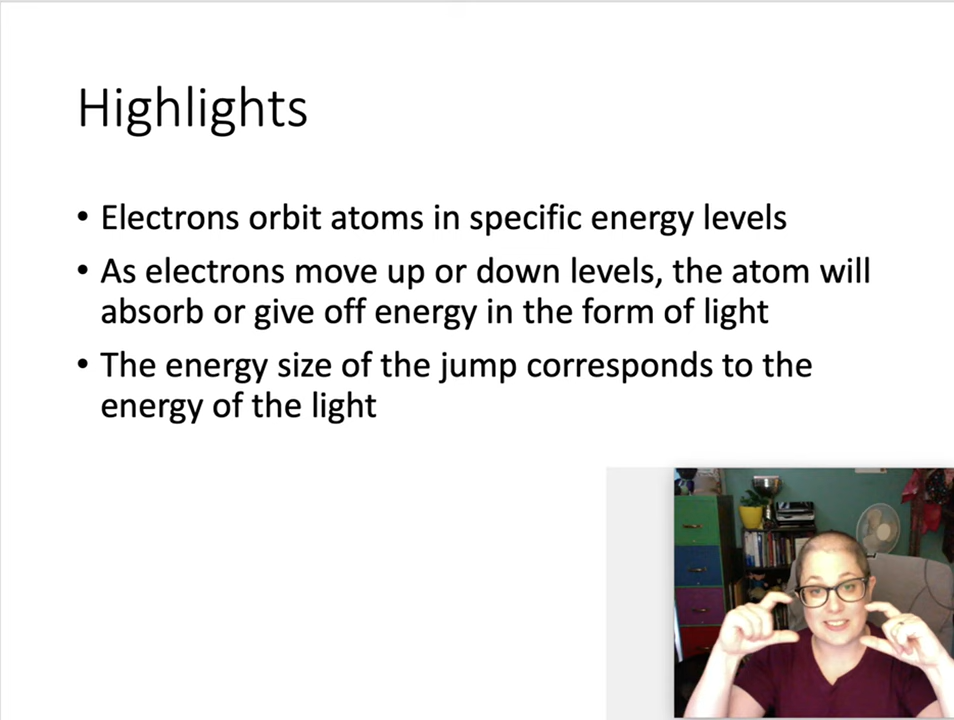 Highlights
• Electrons orbit atoms in specific energy levels
• As electrons move up or down levels, the atom will
absorb or give off energy in the form of light
• The energy size of the jump corresponds to the
energy of the light